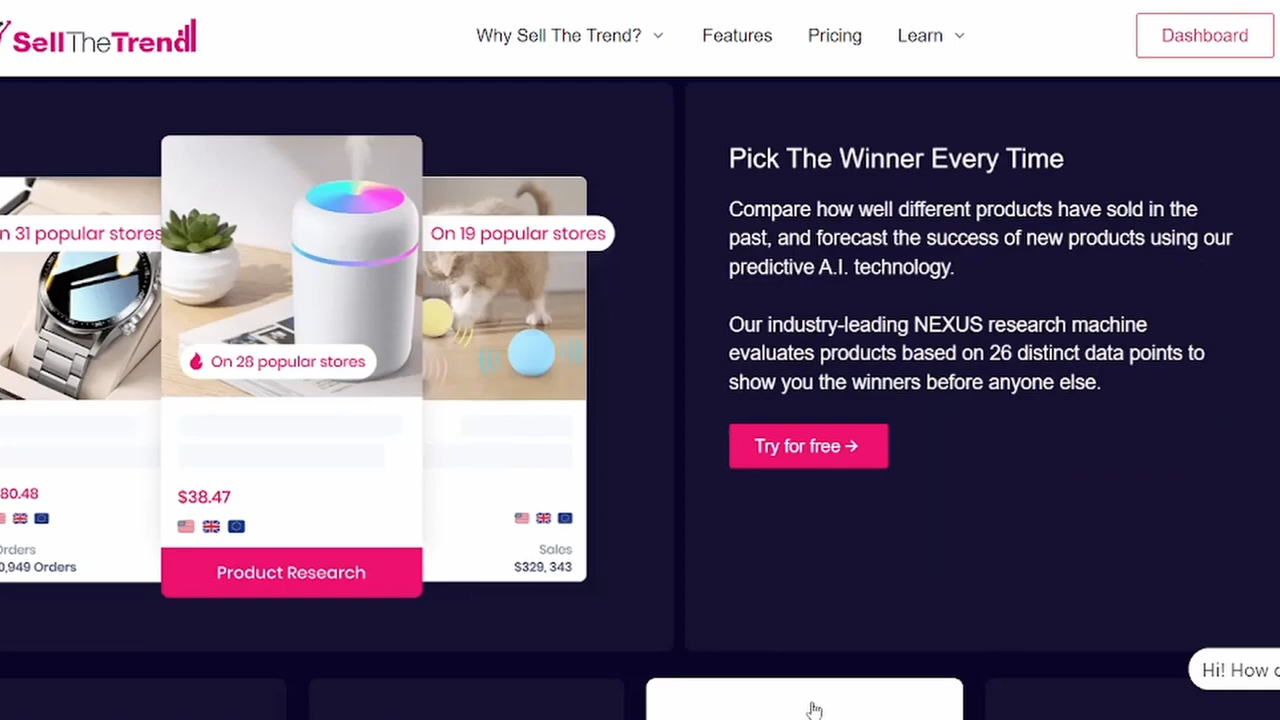 SellTheTrend
Why Sell The Trend?
Features
Pricing
Learn
Dashboard
n 31 popular stores
On 19 popular stores
On 28 popular stores
80.48
$38.47
Orders
0,949 Orders
Sales
$329, 343
Product Research
Pick The Winner Every Time
Compare how well different products have sold in the
past, and forecast the success of new products using our
predictive A.I. technology.
Our industry-leading NEXUS research machine
evaluates products based on 26 distinct data points to
show you the winners before anyone else.
Try for free →
Hi! How